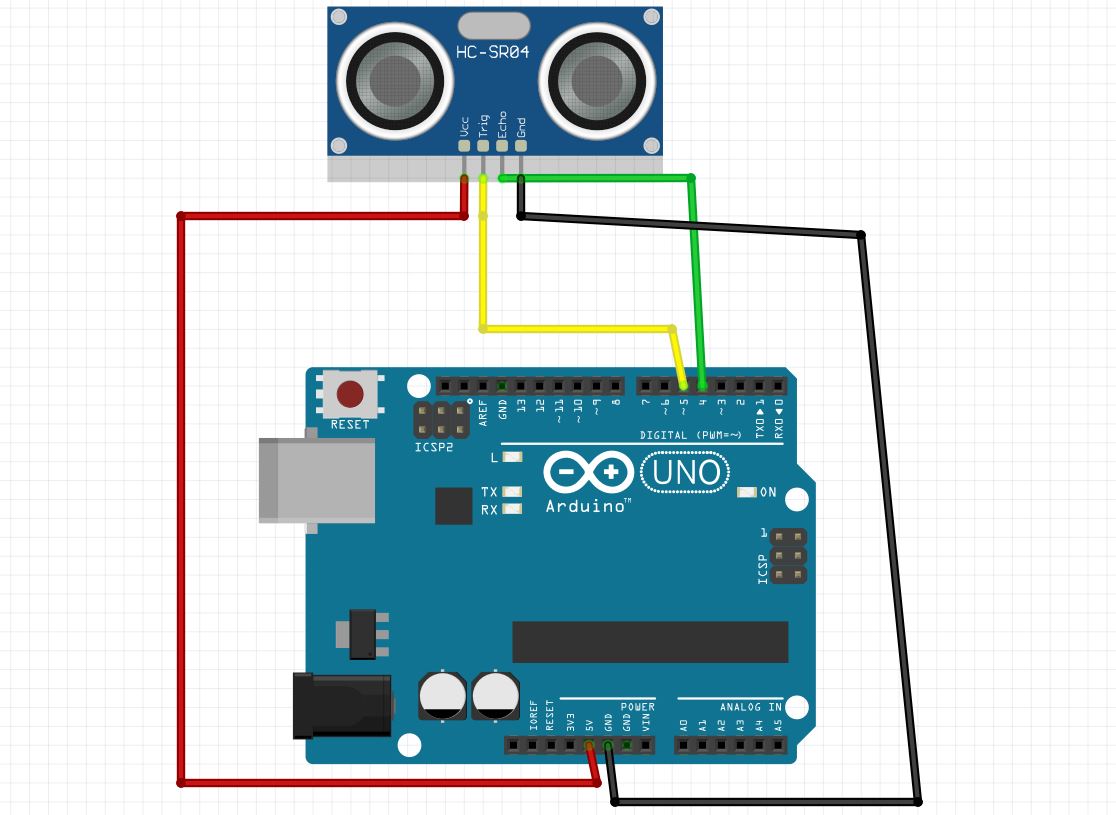 HC-SR04
Vcc
Trig
Echo
Gnd
RESET
ICSP2
AREF
GND
13
12
~11
~10
~9
8
7
~6
~5
4
~3
2
TX0▶1
RX0◀0
DIGITAL (PWM=~)
L
TX
RX
UNO
Arduino™
ON
1
ICSP
POWER
ANALOG IN
IOREF
RESET
3V3
5V
GND
GND
VIN
A0
A1
A2
A3
A4
A5